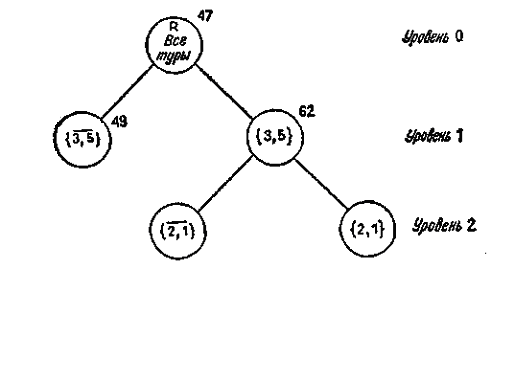 47
R
Все
туры
Уровень 0
49
{3,5}
62
{3,5}
Уровень 1
{2,1}
{2,1}
Уровень 2